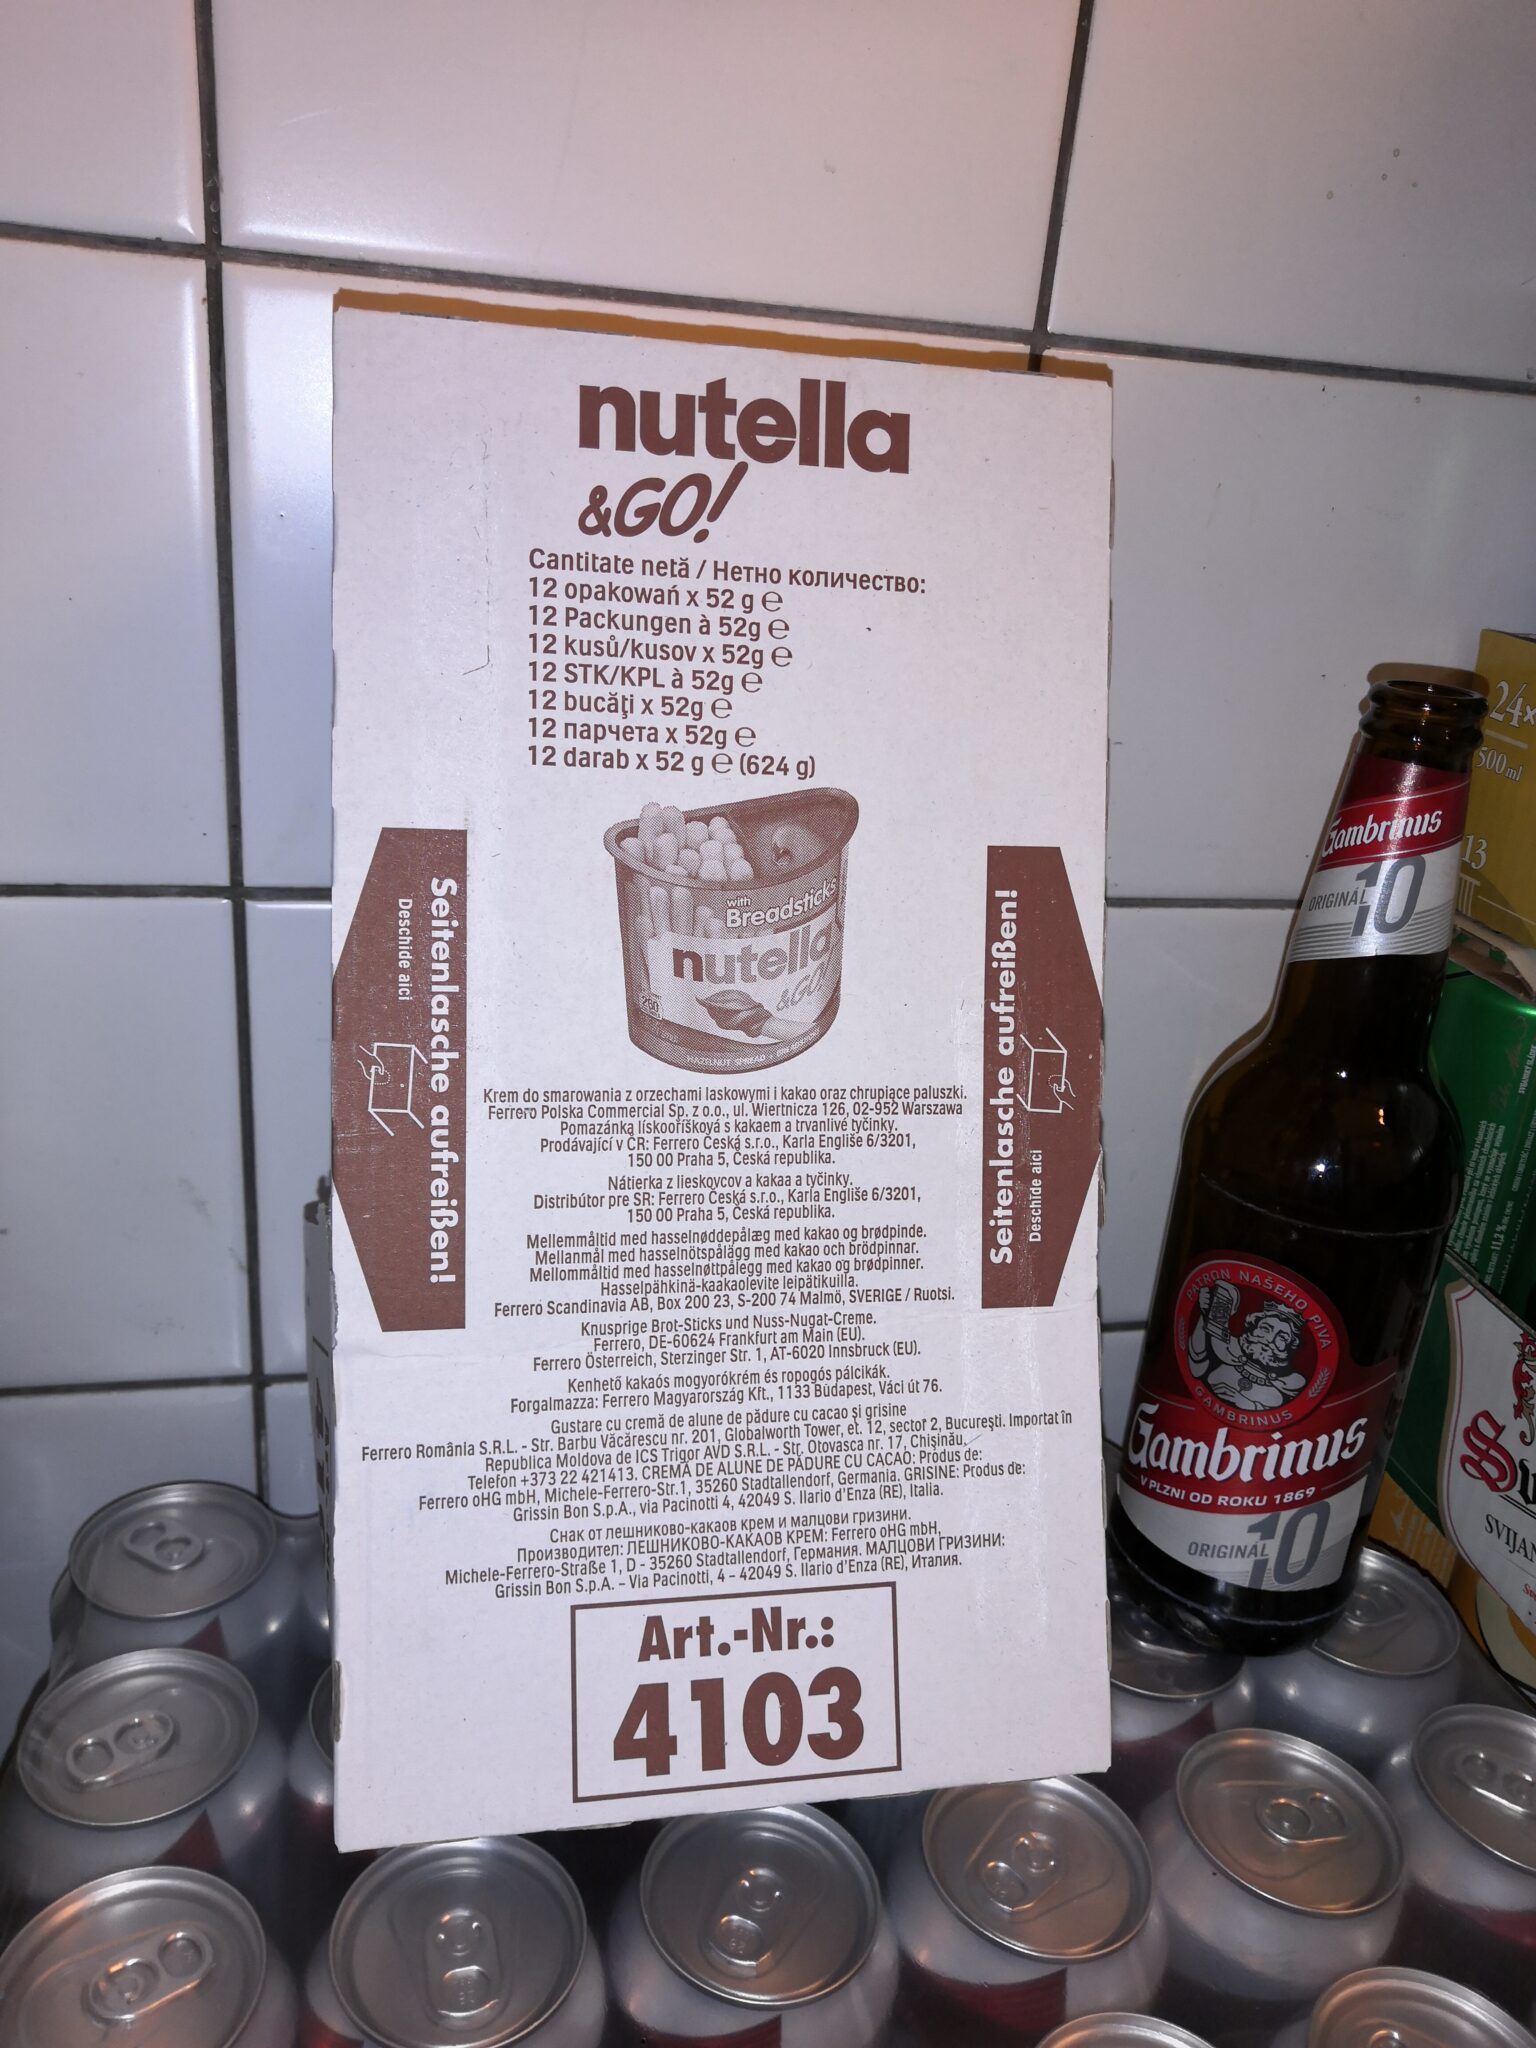 nutella
&GO!
Cantitate netă / Нетно количество:
12 opakowań x 52 g ℮
12 Packungen à 52g ℮
12 kusů/kusov x 52g ℮
12 STK/KPL à 52g ℮
12 bucăţi x 52g ℮
12 парчета x 52g ℮
12 darab x 52 g ℮ (624 g)
with
Breadsticks
nutella
&GO!
HAZELNUT SPREAD +
Seitenlasche aufreißen!
Deschide aici
Seitenlasche aufreißen!
Deschide aici
Krem do smarowania z orzechami laskowymi i kakao oraz chrupiące paluszki.
Ferrero Polska Commercial Sp. z o.o., ul. Wiertnicza 126, 02-952 Warszawa
Pomazánka lískooříšková s kakaem a trvanlivé tyčinky.
Prodávající v ČR: Ferrero Česká s.r.o., Karla Engliše 6/3201,
150 00 Praha 5, Česká republika.
Nátierka z lieskovcov a kakaa a tyčinky.
Distribútor pre SR: Ferrero Česká s.r.o., Karla Engliše 6/3201,
150 00 Praha 5, Česká republika.
Mellemmåltid med hasselnøddepålæg med kakao og brødpinde.
Mellanmål med hasselnötspålägg med kakao och brödpinnar.
Mellommåltid med hasselnøttpålegg med kakao og brødpinner.
Hasselpähkinä-kaakaolevite leipätikuilla.
Ferrero Scandinavia AB, Box 200 23, S-200 74 Malmö, SVERIGE / Ruotsi.
Knusprige Brot-Sticks und Nuss-Nugat-Creme.
Ferrero, DE-60624 Frankfurt am Main (EU).
Ferrero Österreich, Sterzinger Str. 1, AT-6020 Innsbruck (EU).
Kenhető kakaós mogyorókrém és ropogós pálcikák.
Forgalmazza: Ferrero Magyarország Kft., 1133 Budapest, Váci út 76.
Gustare cu cremă de alune de pădure cu cacao şi grisine
Ferrero România S.R.L. - Str. Barbu Văcărescu nr. 201, Globalworth Tower, et. 12, sector 2, Bucureşti. Importat în
Republica Moldova de ICS Trigor AVD S.R.L. - Str. Otovasca nr. 17, Chişinău.
Telefon +373 22 421413. CREMĂ DE ALUNE DE PĂDURE CU CACAO: Produs de:
Ferrero oHG mbH, Michele-Ferrero-Str.1, 35260 Stadtallendorf, Germania. GRISINE: Produs de:
Grissin Bon S.p.A., via Pacinotti 4, 42049 S. Ilario d'Enza (RE), Italia.
Снак от лешниково-какаов крем и малцови гризини.
Производител: ЛЕШНИКОВО-КАКАОВ КРЕМ: Ferrero oHG mbH,
Michele-Ferrero-Straße 1, D - 35260 Stadtallendorf, Германия. МАЛЦОВИ ГРИЗИНИ:
Grissin Bon S.p.A. – Via Pacinotti, 4 – 42049 S. Ilario d'Enza (RE), Италия.
Art.-Nr.:
4103
Gambrinus
ORIGINÁL 10
PATRON NAŠEHO PIVA
GAMBRINUS
Gambrinus
V PLZNI OD ROKU 1869
ORIGINÁL 10
24x
500 ml
13